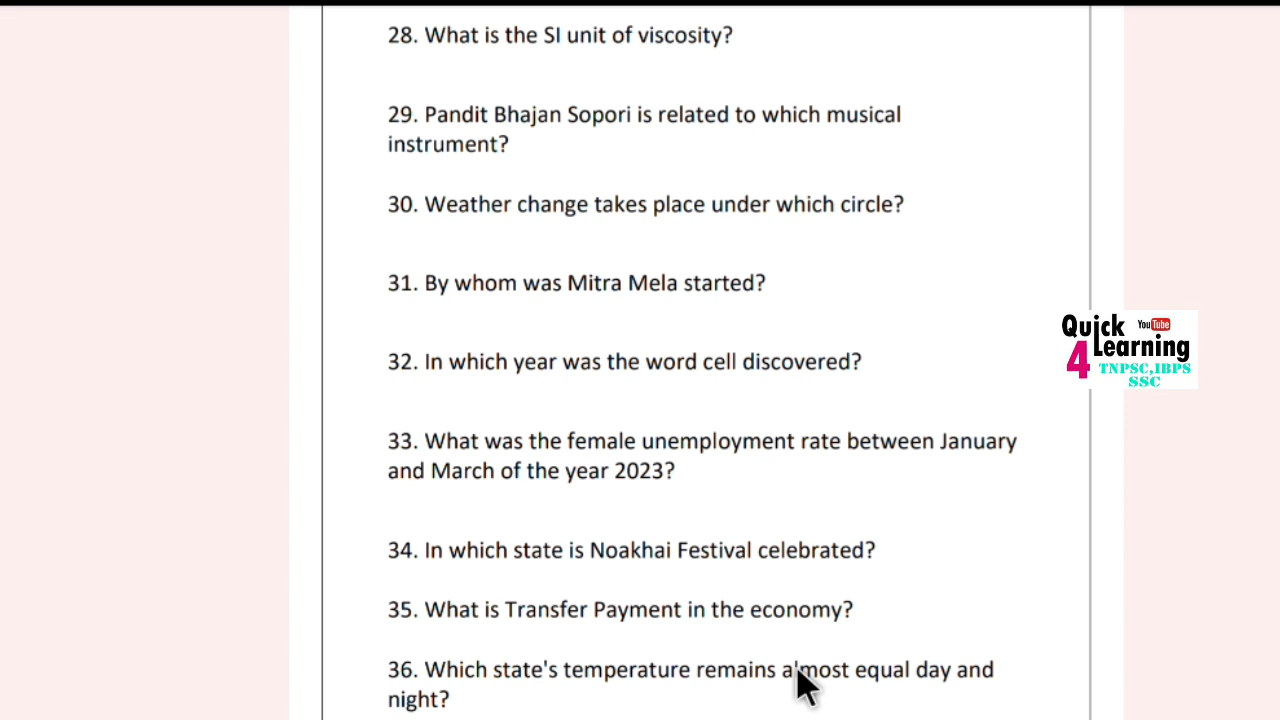 28. What is the SI unit of viscosity?
29. Pandit Bhajan Sopori is related to which musical
instrument?
30. Weather change takes place under which circle?
31. By whom was Mitra Mela started?
Quick YouTube
4 Learning
TNPSC,IBPS
SSC
32. In which year was the word cell discovered?
33. What was the female unemployment rate between January
and March of the year 2023?
34. In which state is Noakhai Festival celebrated?
35. What is Transfer Payment in the economy?
36. Which state's temperature remains almost equal day and
night?